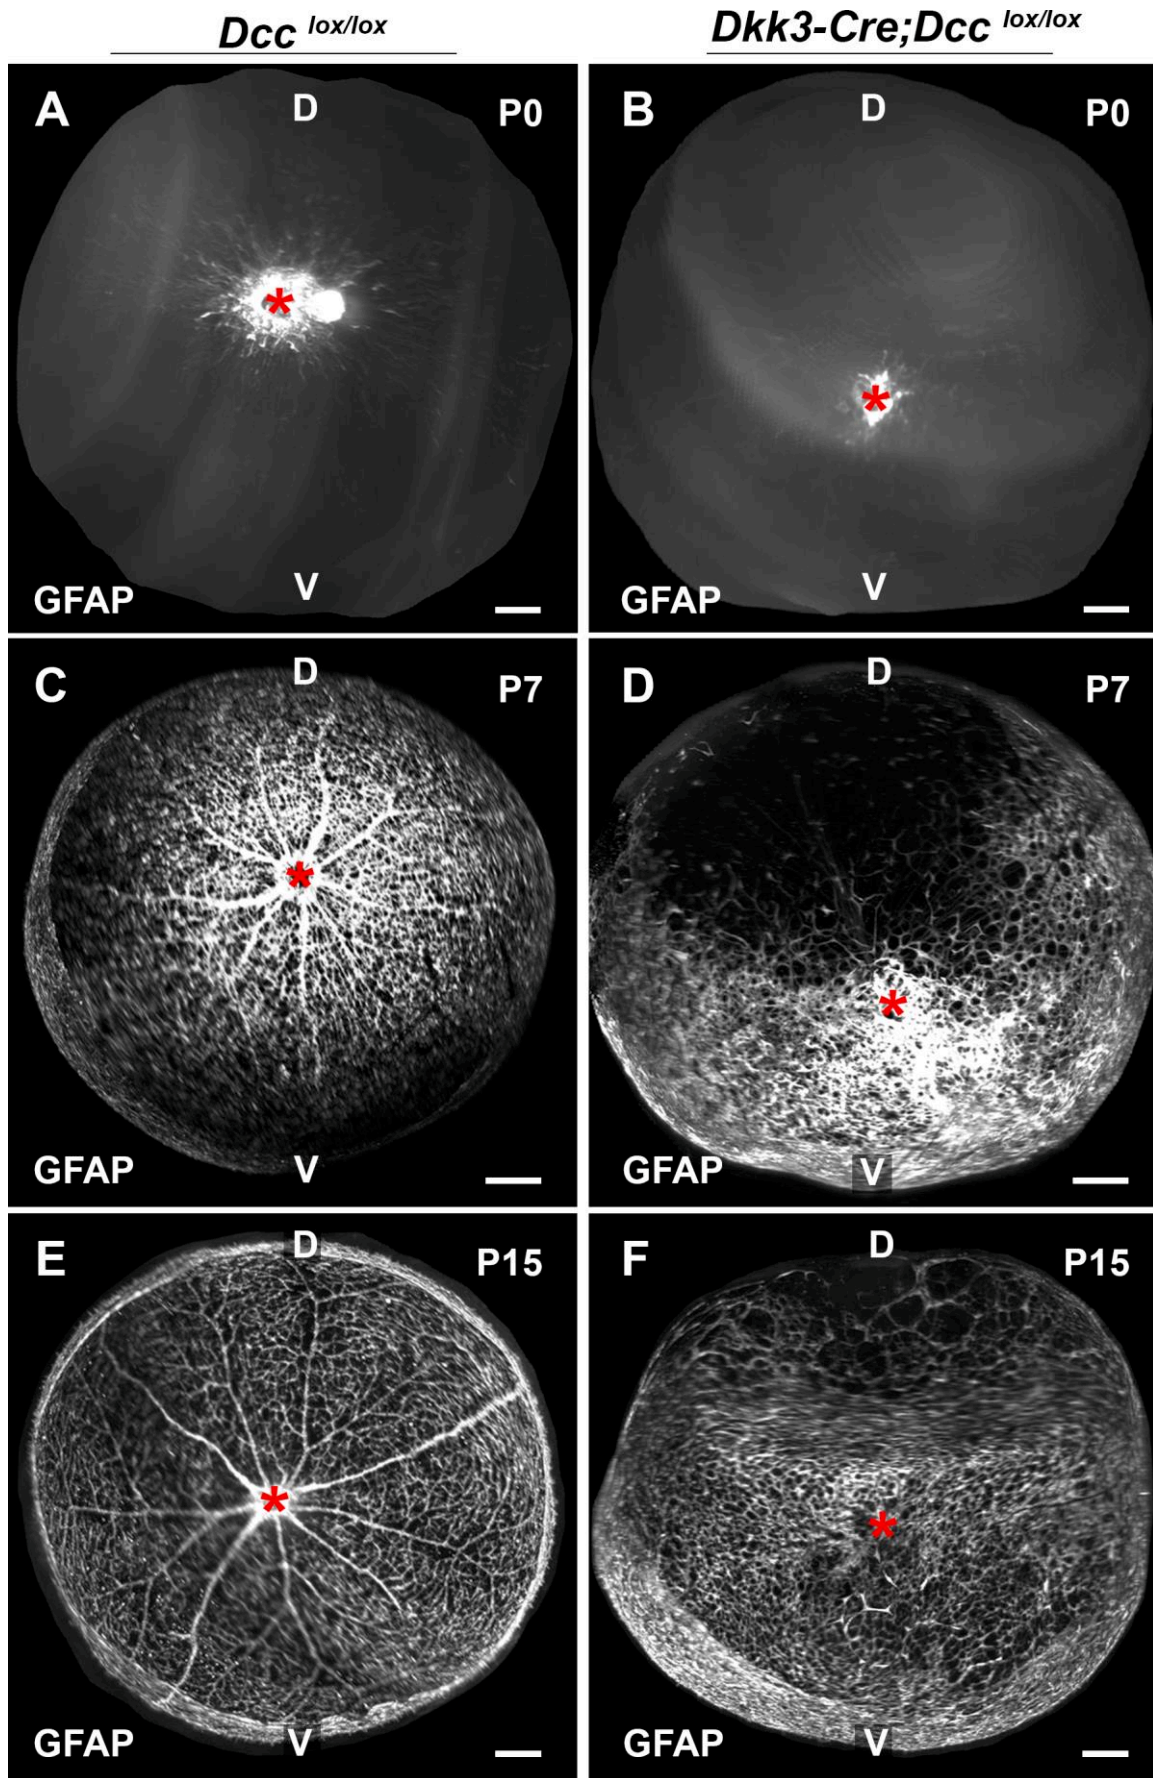 Dcc lox/lox
Dkk3-Cre;Dcc lox/lox
A D P0
GFAP V
B D P0
GFAP V
C D P7
GFAP V
D D P7
GFAP V
E D P15
GFAP V
F D P15
GFAP V